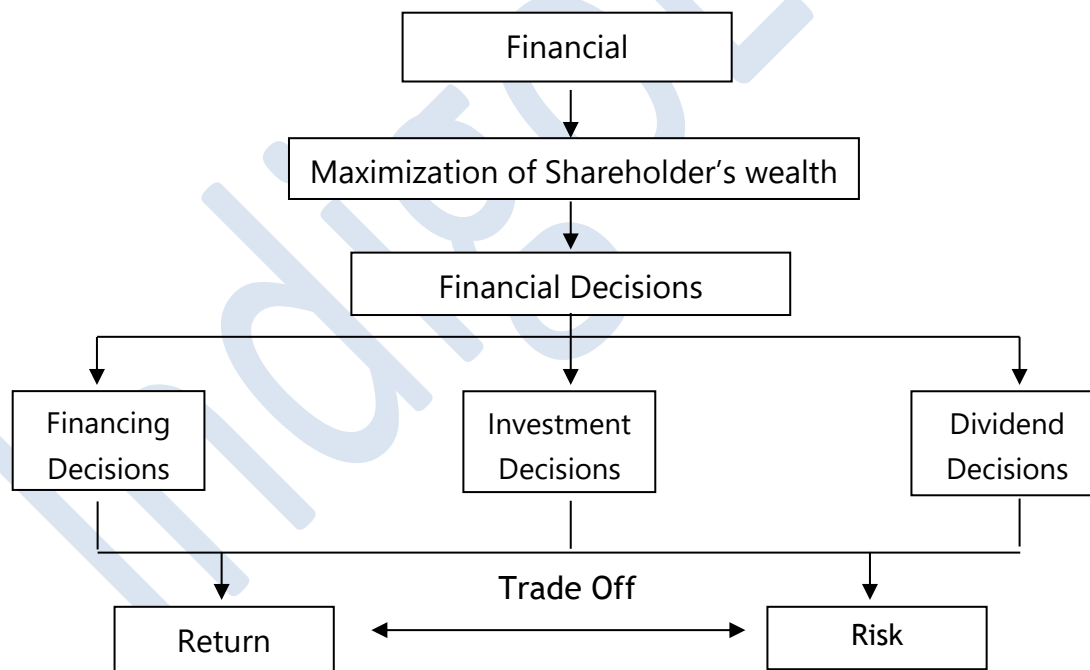 Financial
Maximization of Shareholder’s wealth
Financial Decisions
Financing
Decisions
Investment
Decisions
Dividend
Decisions
Trade Off
Return
Risk